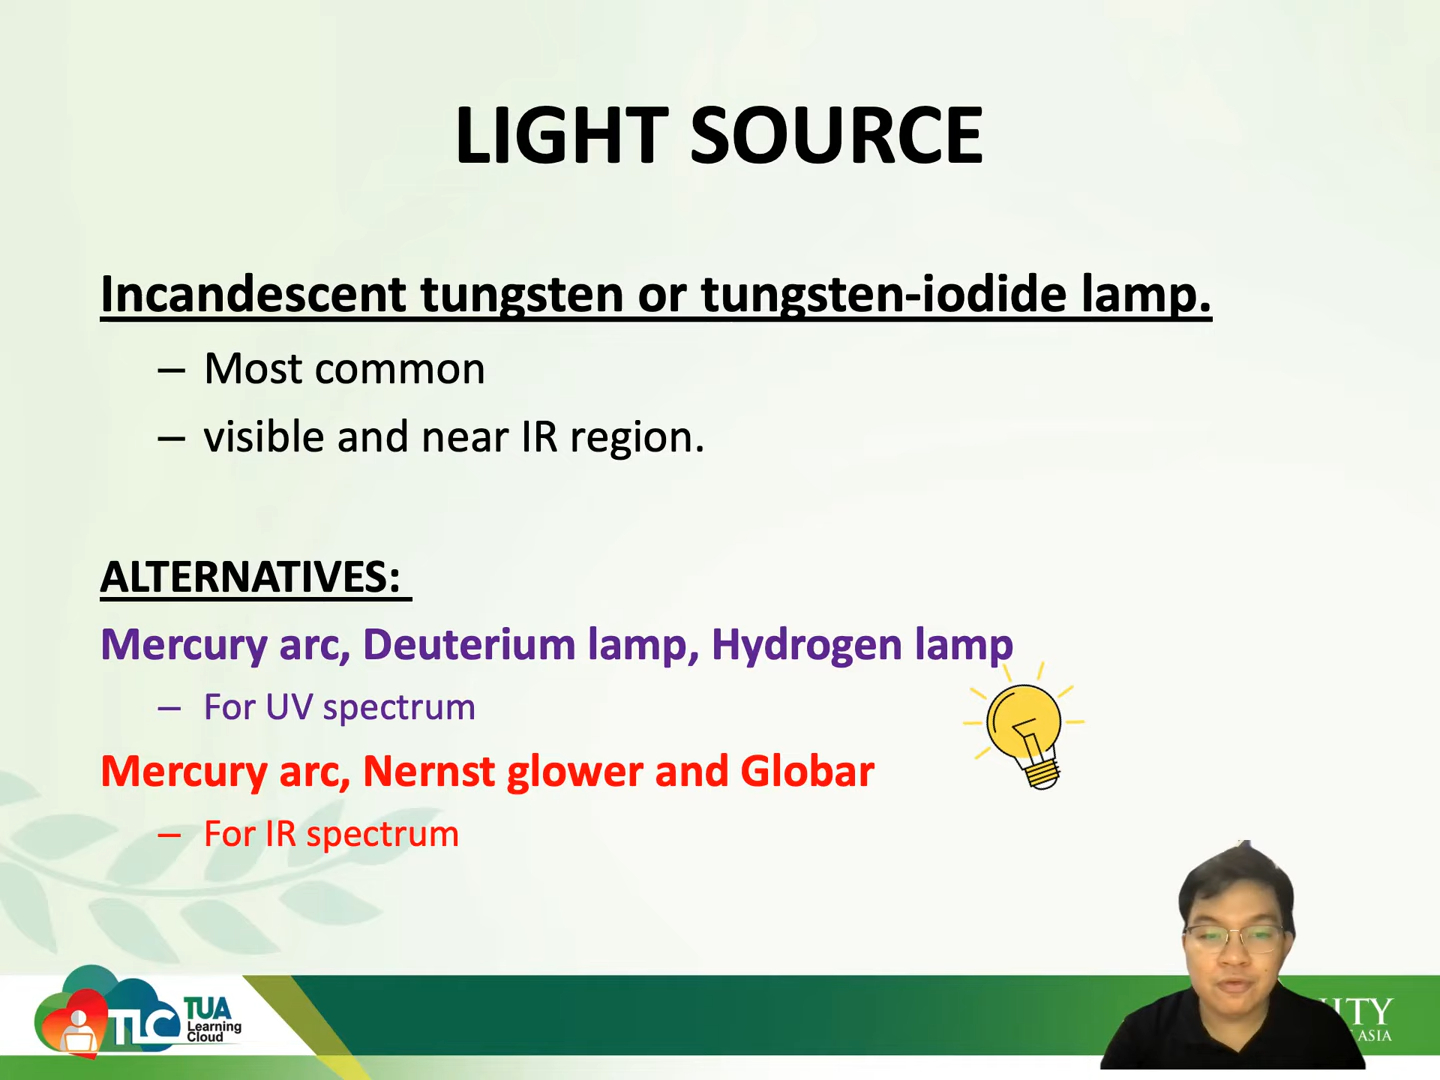 LIGHT SOURCE
Incandescent tungsten or tungsten-iodide lamp.
– Most common
– visible and near IR region.
ALTERNATIVES:
Mercury arc, Deuterium lamp, Hydrogen lamp
– For UV spectrum
Mercury arc, Nernst glower and Globar
– For IR spectrum
TLC
TUA
Learning
Cloud
ASIA